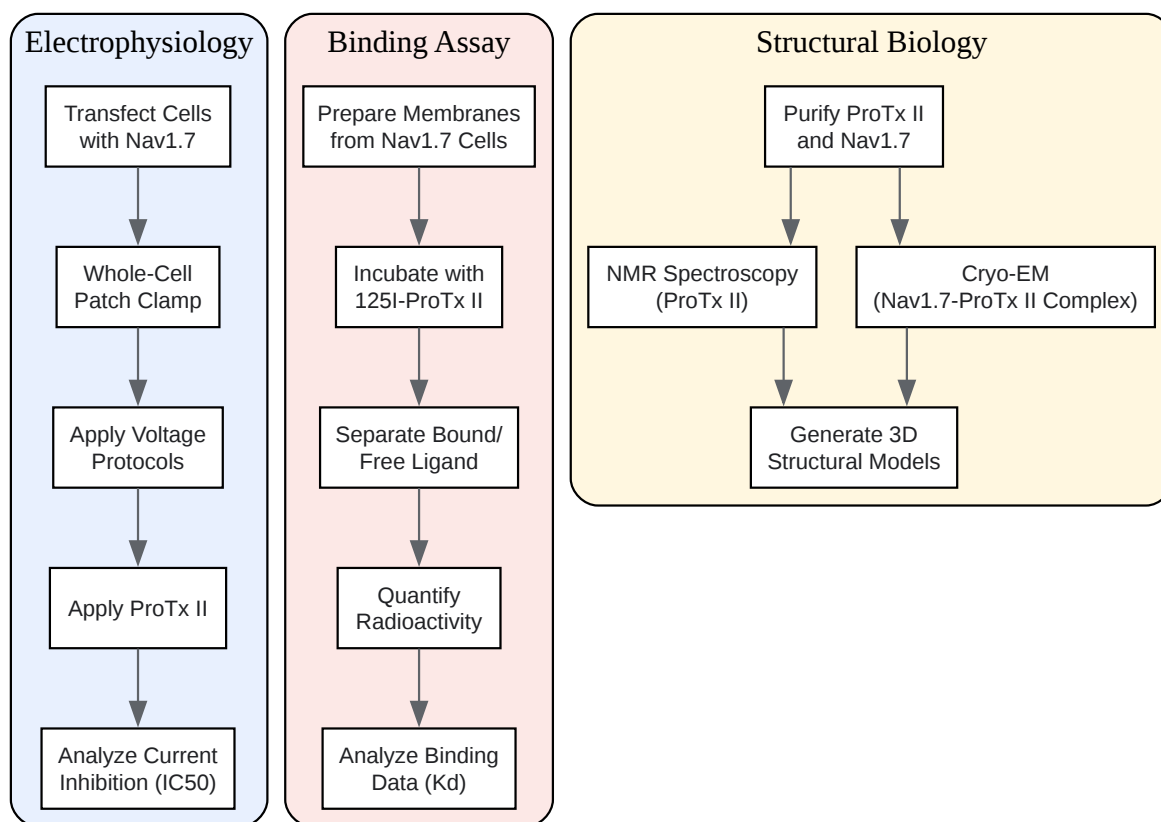 Electrophysiology
Transfect Cells
with Nav1.7
Whole-Cell
Patch Clamp
Apply Voltage
Protocols
Apply ProTx II
Analyze Current
Inhibition (IC50)
Binding Assay
Prepare Membranes
from Nav1.7 Cells
Incubate with
125I-ProTx II
Separate Bound/
Free Ligand
Quantify
Radioactivity
Analyze Binding
Data (Kd)
Structural Biology
Purify ProTx II
and Nav1.7
NMR Spectroscopy
(ProTx II)
Cryo-EM
(Nav1.7-ProTx II Complex)
Generate 3D
Structural Models